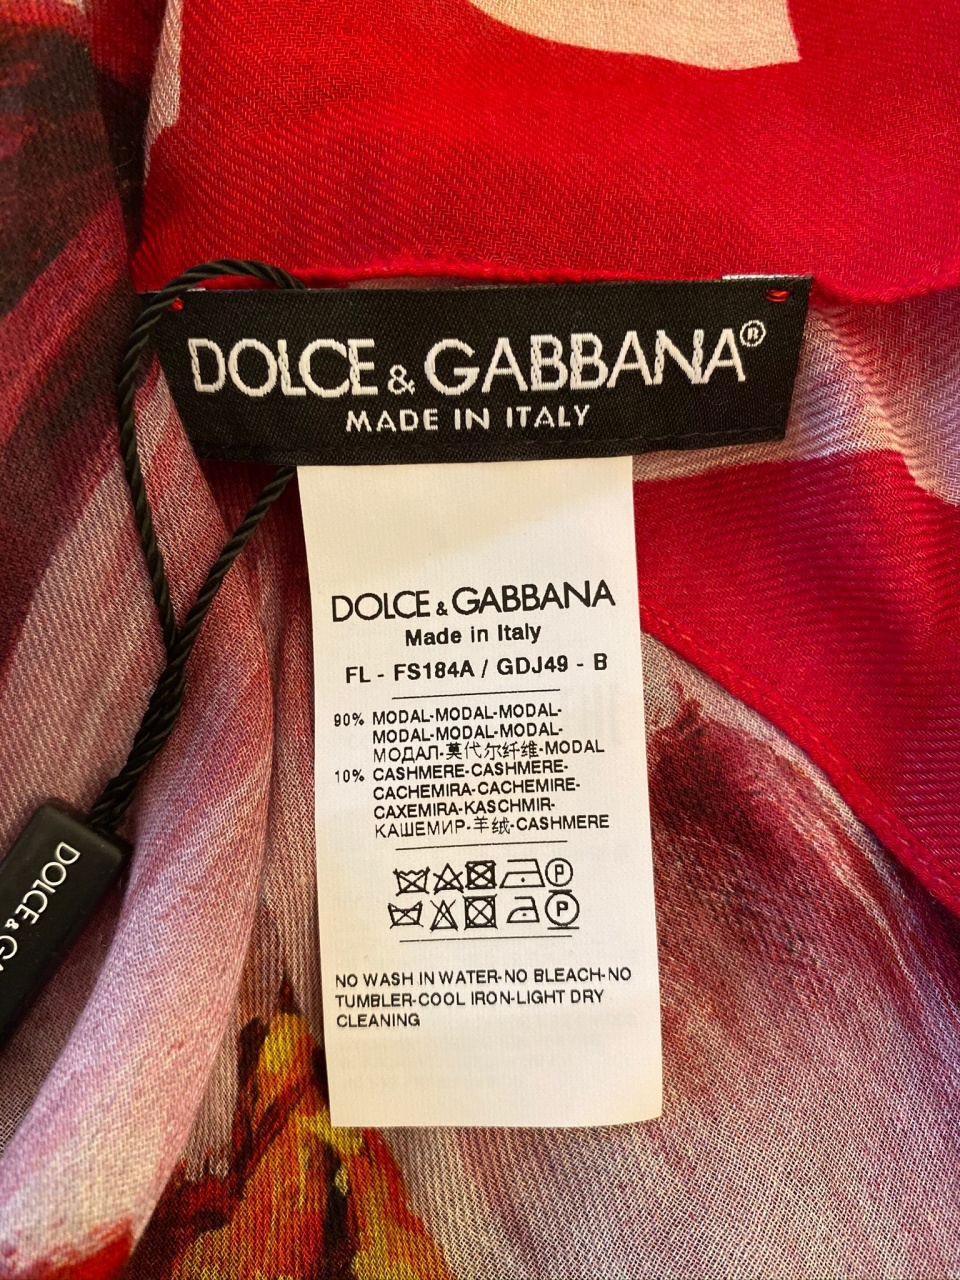 DOLCE & GABBANA®
MADE IN ITALY
DOLCE & GABBANA
Made in Italy
FL - FS184A / GDJ49 - B
90% MODAL-MODAL-MODAL-
MODAL-MODAL-MODAL-
МОДАЛ-莫代尔纤维-MODAL
10% CASHMERE-CASHMERE-
CACHEMIRA-CACHEMIRE-
CAXEMIRA-KASCHMIR-
КАШЕМИР-羊绒-CASHMERE
P
P
NO WASH IN WATER-NO BLEACH-NO
TUMBLER-COOL IRON-LIGHT DRY
CLEANING
DOLCE & GA